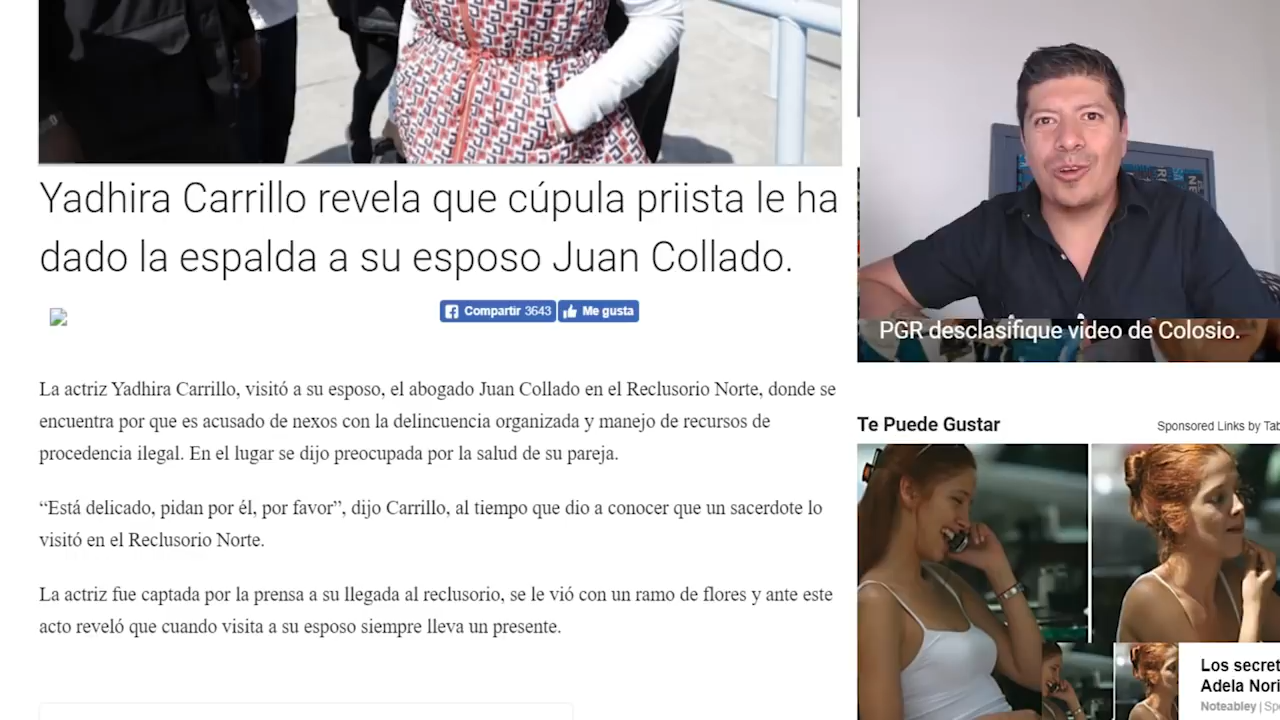 Yadhira Carrillo revela que cúpula priista le ha
dado la espalda a su esposo Juan Collado.
Compartir 3643
Me gusta
La actriz Yadhira Carrillo, visitó a su esposo, el abogado Juan Collado en el Reclusorio Norte, donde se
encuentra por que es acusado de nexos con la delincuencia organizada y manejo de recursos de
procedencia ilegal. En el lugar se dijo preocupada por la salud de su pareja.
“Está delicado, pidan por él, por favor”, dijo Carrillo, al tiempo que dio a conocer que un sacerdote lo
visitó en el Reclusorio Norte.
La actriz fue captada por la prensa a su llegada al reclusorio, se le vió con un ramo de flores y ante este
acto reveló que cuando visita a su esposo siempre lleva un presente.
PGR desclasifique video de Colosio.
Te Puede Gustar
Sponsored Links by Tab
Los secret
Adela Nori
Noteabley | Sp